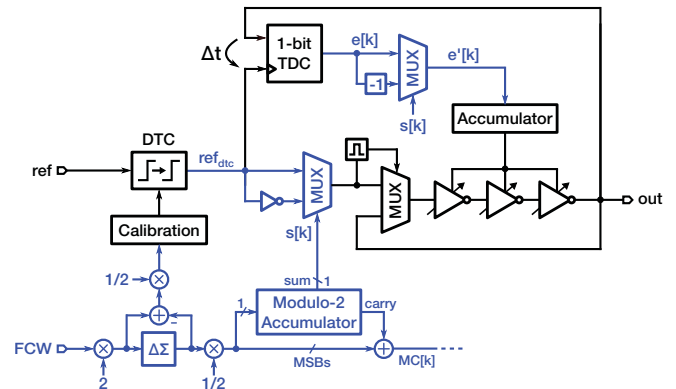 Δt
1-bit
TDC
e[k]
-1
MUX
e'[k]
s[k]
Accumulator
DTC
ref
ref_dtc
MUX
MUX
out
s[k]
Calibration
1/2
sum
1
1
Modulo-2
Accumulator
carry
FCW
ΔΣ
MSBs
MC[k]
2
1/2
-